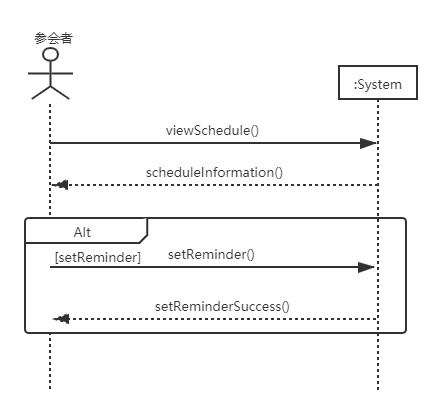 参会者
:System
viewSchedule()
scheduleInformation()
Alt
[setReminder]
setReminder()
setReminderSuccess()